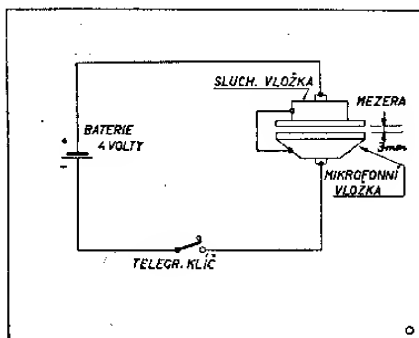 SLUCH. VLOŽKA
MEZERA
BATERIE
4 VOLTY
3mm
MIKROFONNÍ
VLOŽKA
TELEGR. KLÍČ